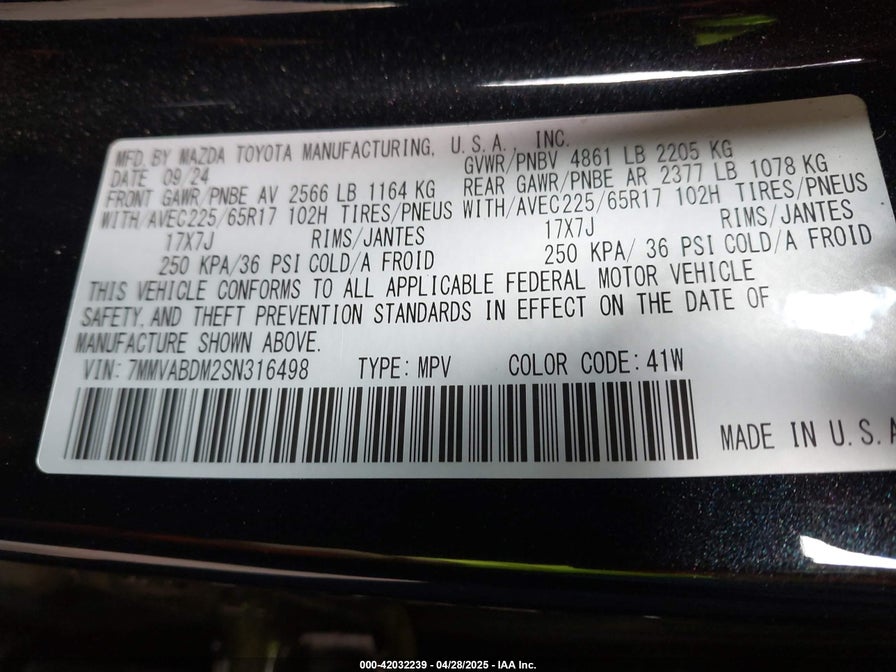 MFD. BY MAZDA TOYOTA MANUFACTURING, U.S.A., INC.
DATE 09/24 GVWR/PNBV 4861 LB 2205 KG
FRONT GAWR/PNBE AV 2566 LB 1164 KG REAR GAWR/PNBE AR 2377 LB 1078 KG
WITH/AVEC225/65R17 102H TIRES/PNEUS WITH/AVEC225/65R17 102H TIRES/PNEUS
17X7J RIMS/JANTES 17X7J RIMS/JANTES
250 KPA/36 PSI COLD/A FROID 250 KPA/ 36 PSI COLD/A FROID
THIS VEHICLE CONFORMS TO ALL APPLICABLE FEDERAL MOTOR VEHICLE
SAFETY, AND THEFT PREVENTION STANDARDS IN EFFECT ON THE DATE OF
MANUFACTURE SHOWN ABOVE.
VIN: 7MMVABDM2SN316498 TYPE: MPV COLOR CODE: 41W
MADE IN U.S.A
000-42032239 - 04/28/2025 - IAA Inc.